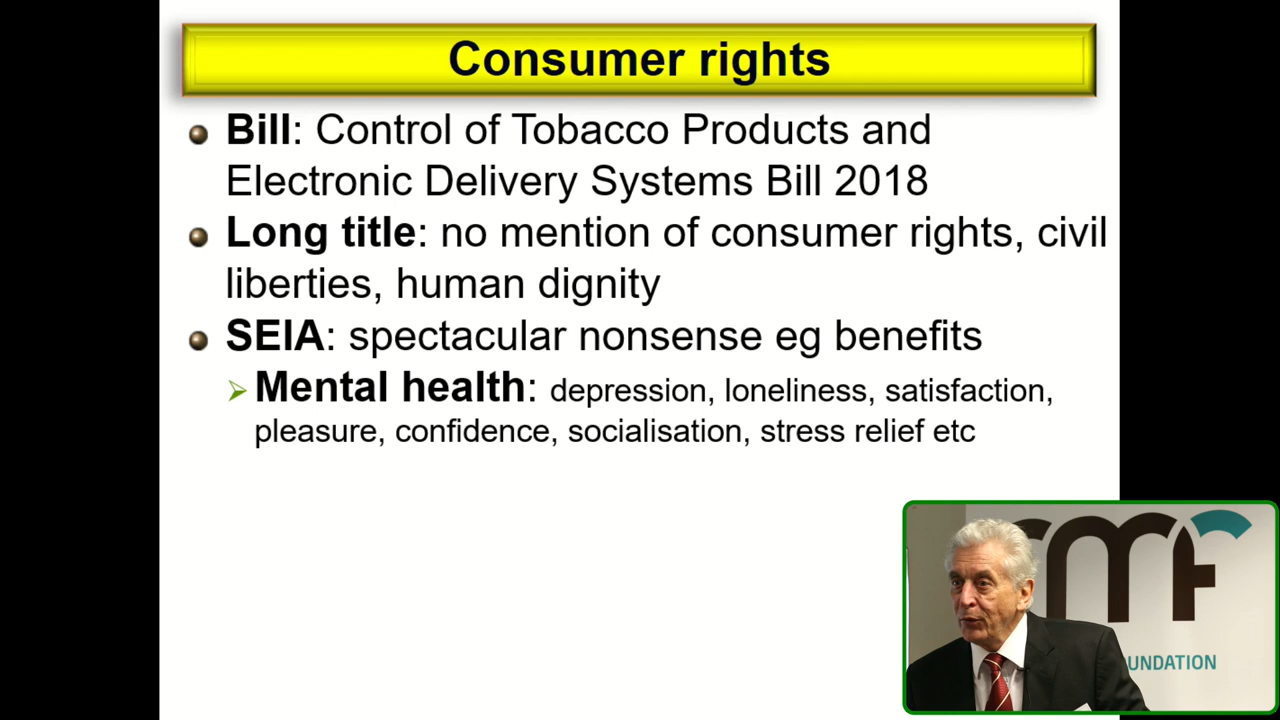 Consumer rights
Bill: Control of Tobacco Products and
Electronic Delivery Systems Bill 2018
Long title: no mention of consumer rights, civil
liberties, human dignity
SEIA: spectacular nonsense eg benefits
Mental health: depression, loneliness, satisfaction,
pleasure, confidence, socialisation, stress relief etc